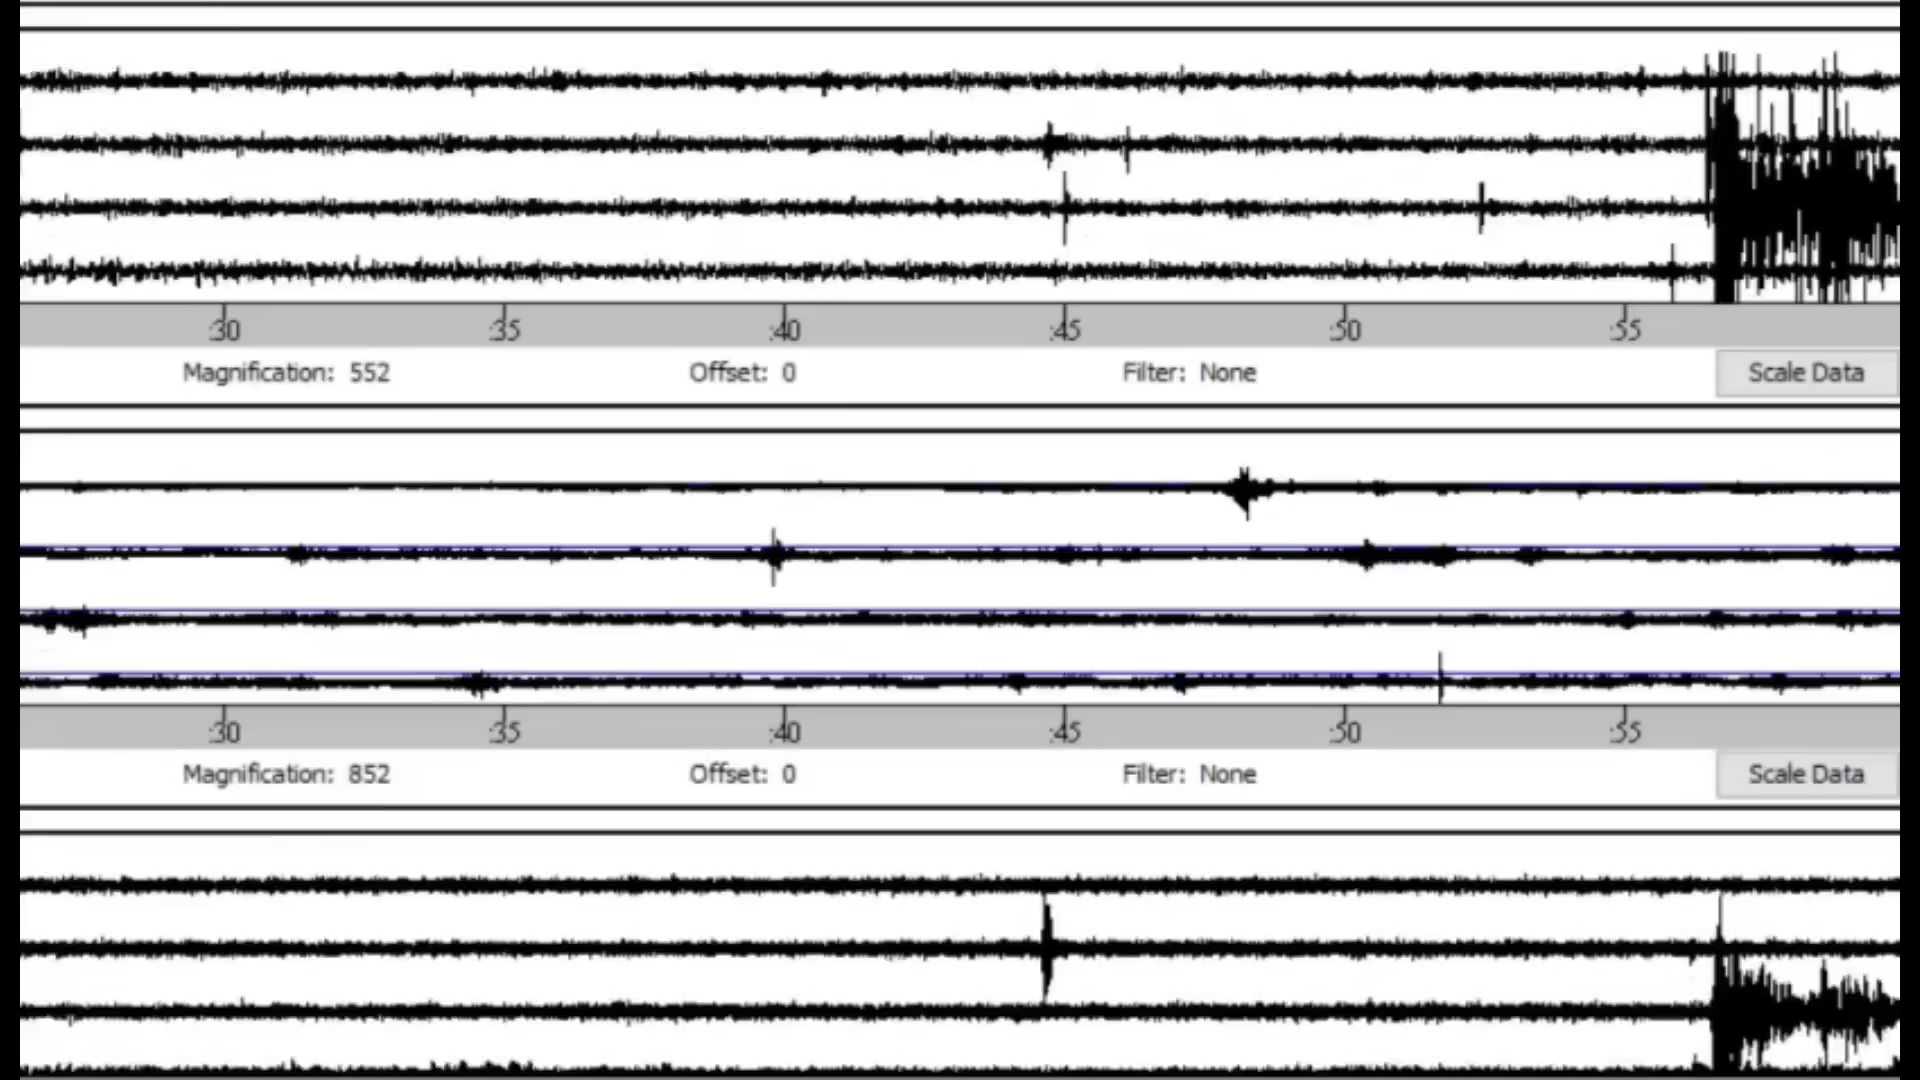 :30 :35 :40 :45 :50 :55
Magnification: 552 Offset: 0 Filter: None Scale Data
:30 :35 :40 :45 :50 :55
Magnification: 852 Offset: 0 Filter: None Scale Data